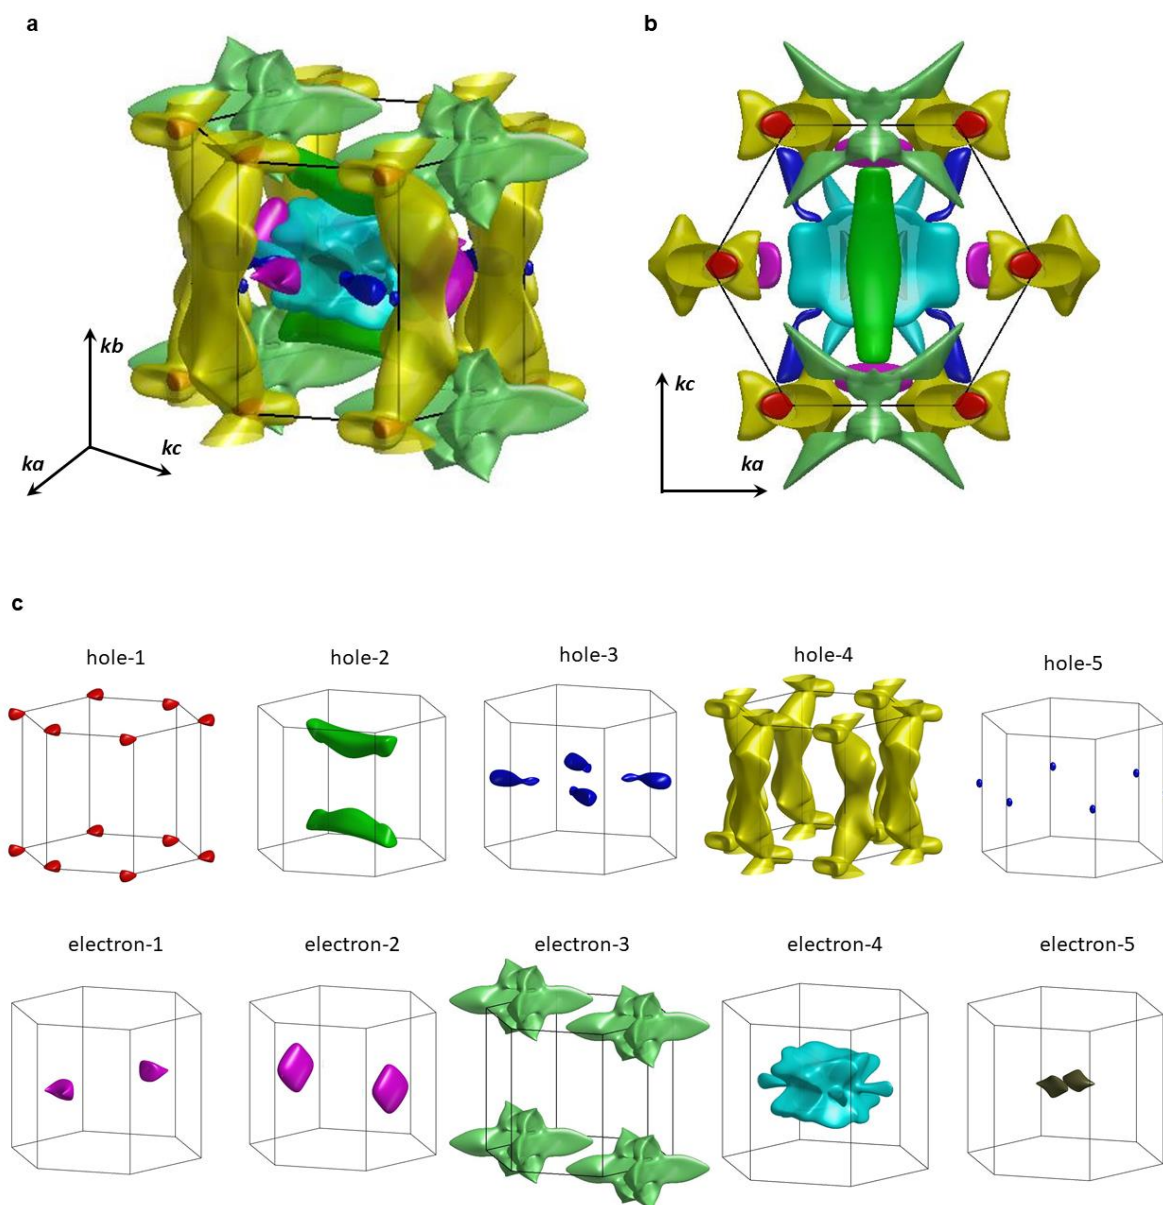 a
b
kb
ka
kc
kc
ka
c
hole-1
hole-2
hole-3
hole-4
hole-5
electron-1
electron-2
electron-3
electron-4
electron-5